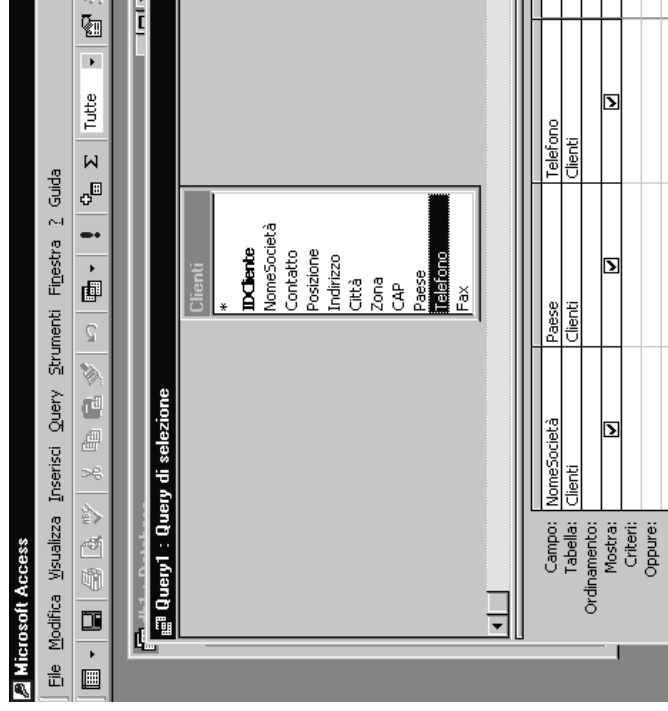 Microsoft Access
File Modifica Visualizza Inserisci Query Strumenti Finestra ? Guida
Σ Tutte
Query1 : Query di selezione
Clienti
*
IDCliente
NomeSocietà
Contatto
Posizione
Indirizzo
Città
Zona
CAP
Paese
Telefono
Fax
Campo: NomeSocietà Paese Telefono
Tabella: Clienti Clienti Clienti
Ordinamento:
Mostra:
Criteri:
Oppure: